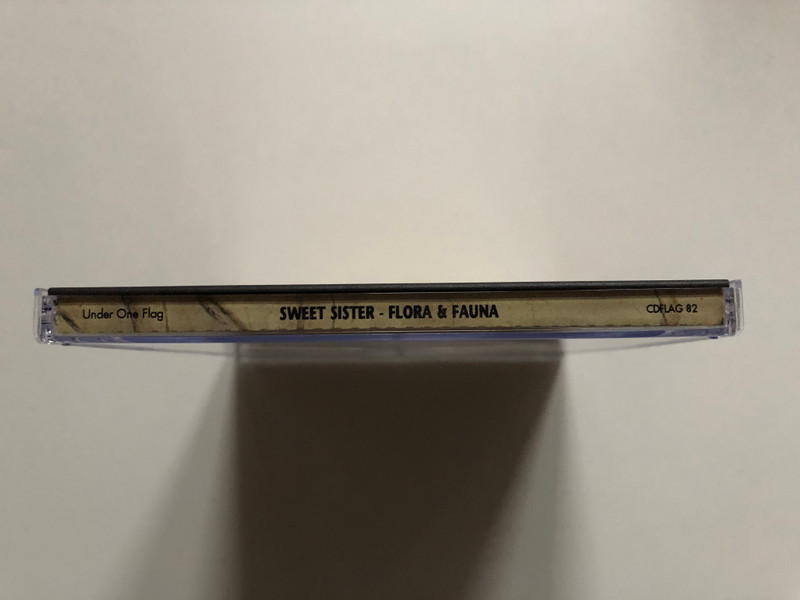 Under One Flag SWEET SISTER - FLORA & FAUNA CDFLAG 82